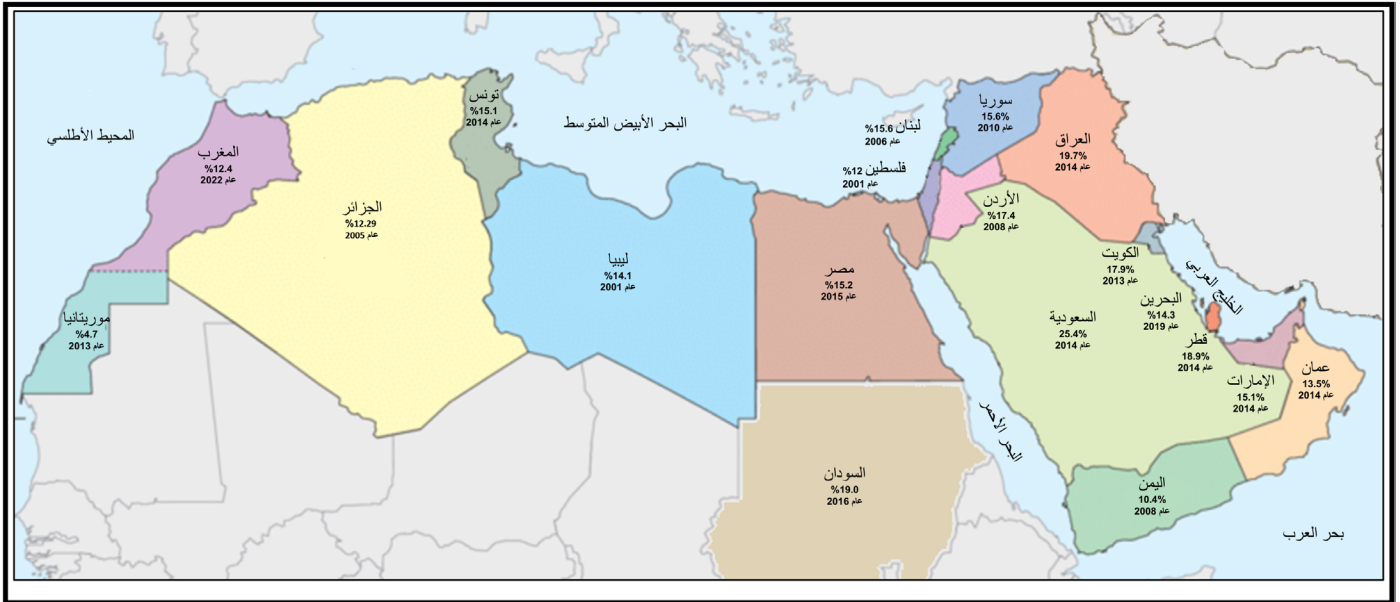 المحيط الأطلسي
البحر الأبيض المتوسط
تونس
%15.1
عام 2014
المغرب
%12.4
عام 2022
الجزائر
%12.29
عام 2005
موريتانيا
%4.7
عام 2013
ليبيا
%14.1
عام 2001
مصر
%15.2
عام 2015
السودان
%19.0
عام 2016
لبنان %15.6
عام 2006
فلسطين %12
عام 2001
سوريا
15.6%
عام 2010
العراق
19.7%
عام 2014
الأردن
%17.4
عام 2008
الكويت
17.9%
عام 2013
الخليج العربي
البحرين
%14.3
عام 2019
السعودية
25.4%
عام 2014
قطر
18.9%
عام 2014
الإمارات
15.1%
عام 2014
عمان
13.5%
عام 2014
البحر الأحمر
اليمن
10.4%
عام 2008
بحر العرب